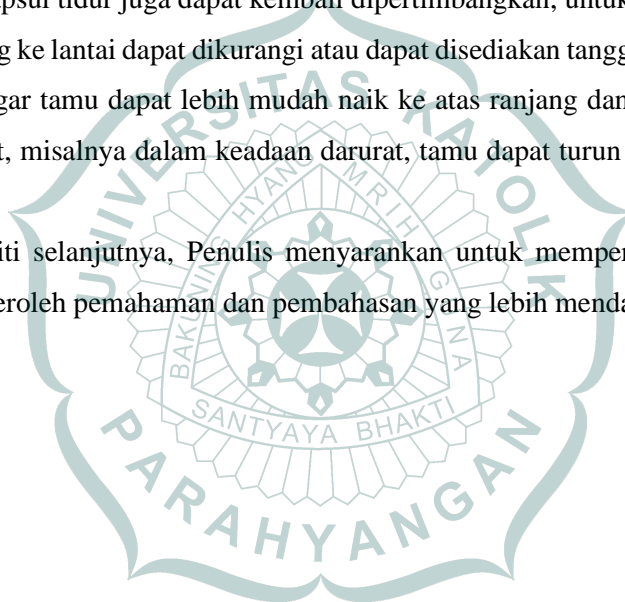 psul tidur juga dapat kembali dipertimbangkan, untuk
g ke lantai dapat dikurangi atau dapat disediakan tangg
gar tamu dapat lebih mudah naik ke atas ranjang dan
t, misalnya dalam keadaan darurat, tamu dapat turun
iti selanjutnya, Penulis menyarankan untuk memper
eroleh pemahaman dan pembahasan yang lebih menda
UNIVERSITAS KATOLIK
BAKUNING HYANG MRIH GUNA
SANTYAYA BHAKTI
PARAHYANGAN